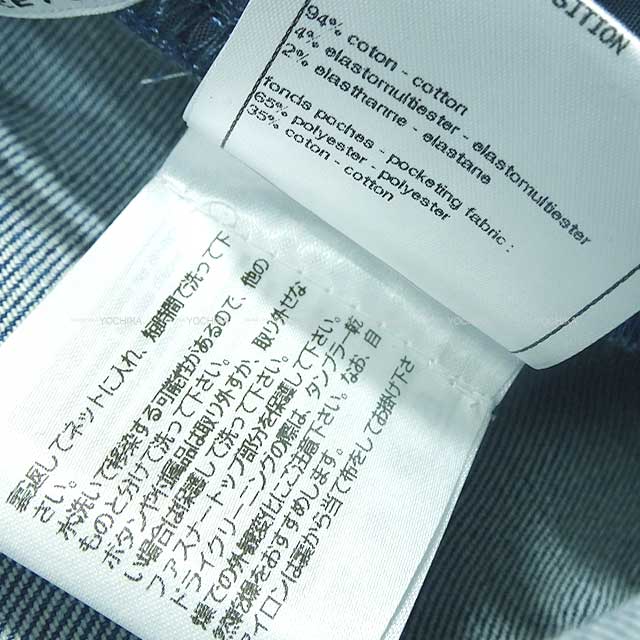 SITION
94% coton - cotton
4% elastomultiester - elastomultiester
2% elasthanne - elastane
fonds poches - pocketing fabric :
65% polyester - polyester
35% coton - cotton
裏返してネットに入れ、短時間で洗って下
さい。
水洗いで移染する可能性があるので、他の
ものと分けて洗って下さい。
ボタンや付属品は取り外すか、取り外せな
い場合は保護して洗って下さい。
ファスナートップ部分を保護して下さい。
ドライクリーニングの際は、タンブラー乾
での外観変化にご注意下さい。なお、自
然乾燥をおすすめします。
アイロンは裏から当て布をしてお掛け下さ
YOCHIRA
YOCHIRA